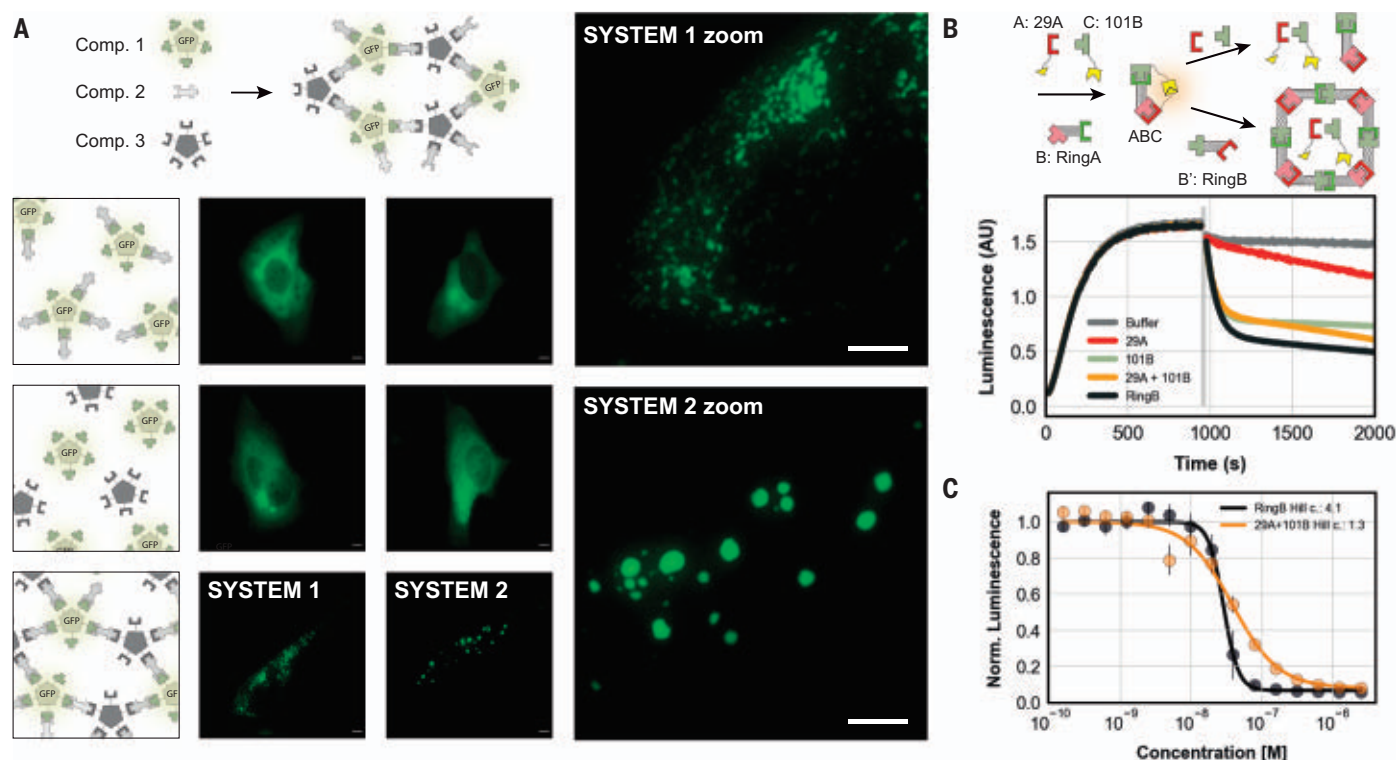 A
Comp. 1
GFP
Comp. 2
Comp. 3
GFP
GFP
GFP
SYSTEM 1 zoom
GFP
GFP
GFP
GFP
SYSTEM 2 zoom
GFP
GFP
GFP
GFP
GFP
GFP
GFP
GFP
SYSTEM 1
SYSTEM 2
B
A: 29A C: 101B
B: RingA
ABC
B': RingB
Luminescence (AU)
1.5
1.0
0.5
0.0
Buffer
29A
101B
29A + 101B
RingB
0 500 1000 1500 2000
Time (s)
C
Norm. Luminescence
1.0
0.8
0.6
0.4
0.2
0.0
RingB Hill c.: 4.1
29A+101B Hill c.: 1.3
10⁻¹⁰ 10⁻⁹ 10⁻⁸ 10⁻⁷ 10⁻⁶
Concentration [M]